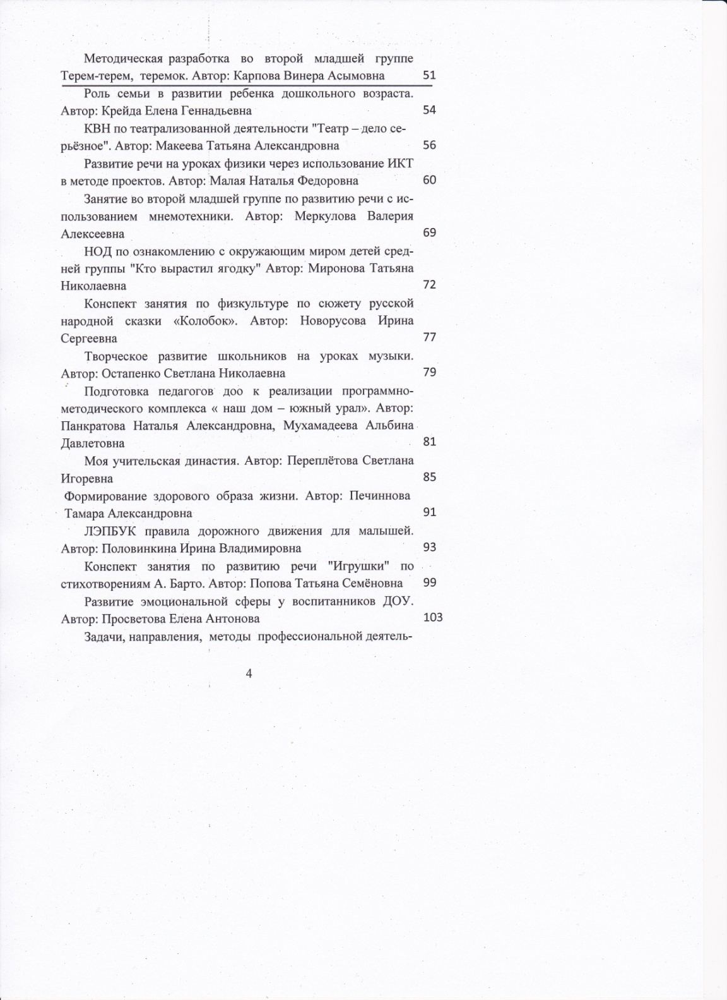 Методическая разработка во второй младшей группе
Терем-терем, теремок. Автор: Карпова Винера Асымовна 51
Роль семьи в развитии ребенка дошкольного возраста.
Автор: Крейда Елена Геннадьевна 54
КВН по театрализованной деятельности "Театр – дело се-
рьёзное". Автор: Макеева Татьяна Александровна 56
Развитие речи на уроках физики через использование ИКТ
в методе проектов. Автор: Малая Наталья Федоровна 60
Занятие во второй младшей группе по развитию речи с ис-
пользованием мнемотехники. Автор: Меркулова Валерия
Алексеевна 69
НОД по ознакомлению с окружающим миром детей сред-
ней группы "Кто вырастил ягодку" Автор: Миронова Татьяна
Николаевна 72
Конспект занятия по физкультуре по сюжету русской
народной сказки «Колобок». Автор: Новорусова Ирина
Сергеевна 77
Творческое развитие школьников на уроках музыки.
Автор: Остапенко Светлана Николаевна 79
Подготовка педагогов доо к реализации программно-
методического комплекса « наш дом – южный урал». Автор:
Панкратова Наталья Александровна, Мухамадеева Альбина
Давлетовна 81
Моя учительская династия. Автор: Переплётова Светлана
Игоревна 85
Формирование здорового образа жизни. Автор: Печиннова
Тамара Александровна 91
ЛЭПБУК правила дорожного движения для малышей.
Автор: Половинкина Ирина Владимировна 93
Конспект занятия по развитию речи "Игрушки" по
стихотворениям А. Барто. Автор: Попова Татьяна Семёновна 99
Развитие эмоциональной сферы у воспитанников ДОУ.
Автор: Просветова Елена Антонова 103
Задачи, направления, методы профессиональной деятель-
4